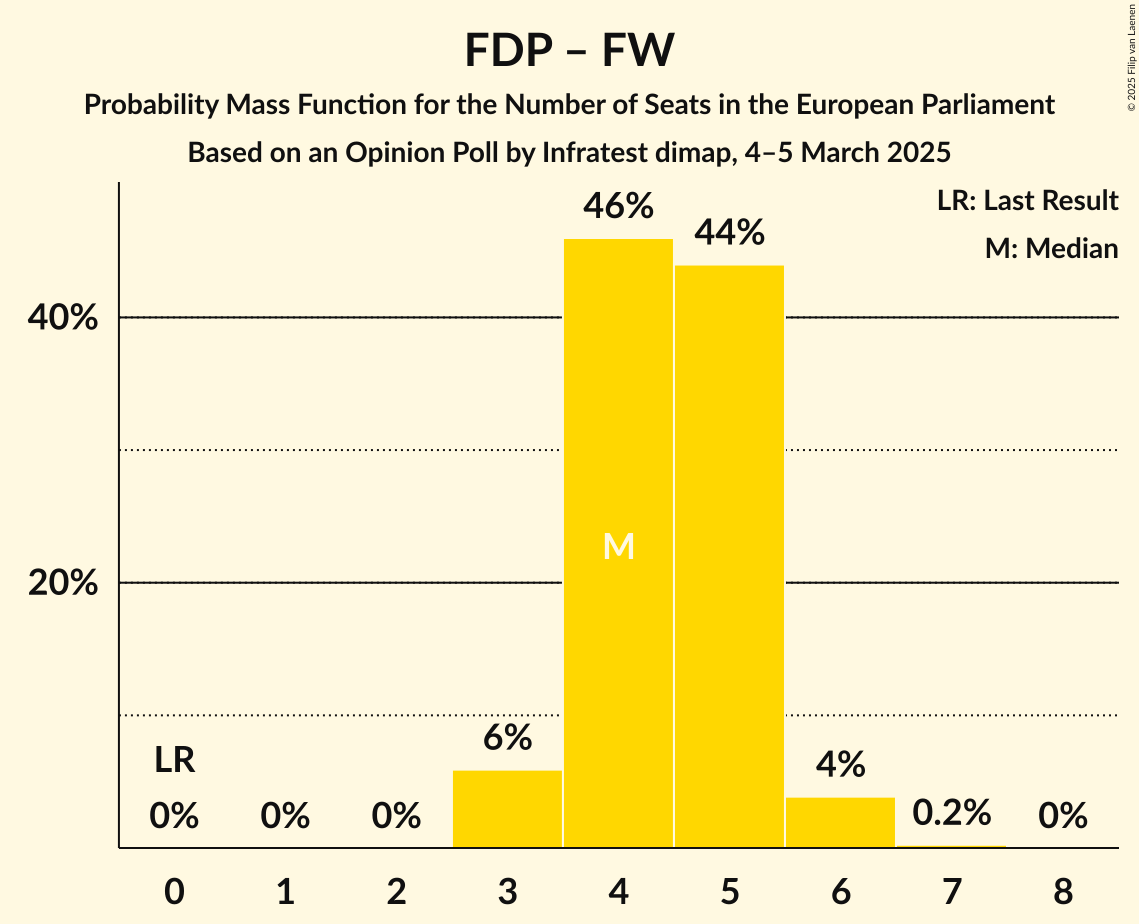 FDP – FW
Probability Mass Function for the Number of Seats in the European Parliament
Based on an Opinion Poll by Infratest dimap, 4–5 March 2025
© 2025 Filip van Laenen
LR: Last Result
M: Median
46%
44%
40%
M
20%
6%
4%
LR
0%
0%
0%
0.2%
0%
0 1 2 3 4 5 6 7 8